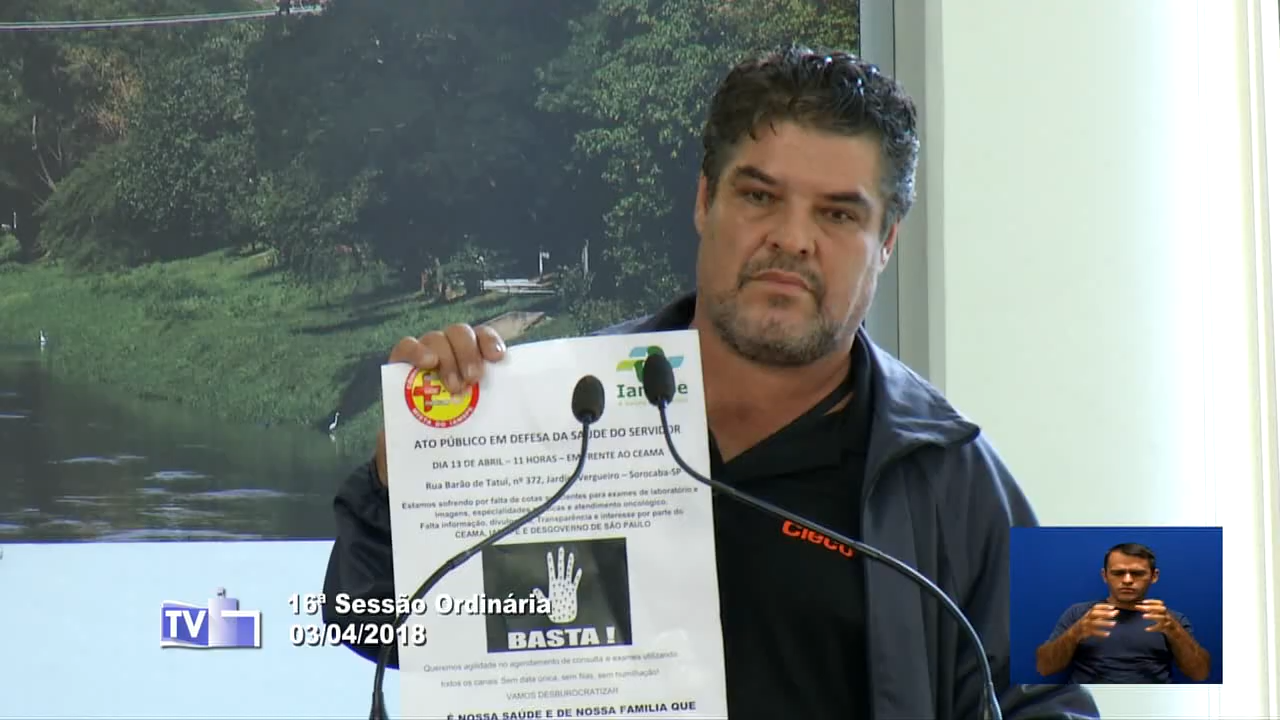 ATO PÚBLICO EM DEFESA DA SAÚDE DO SERVIDOR
DIA 13 DE ABRIL – 11 HORAS – EM FRENTE AO CEAMA
Rua Barão de Tatuí, nº 372, Jardim Vergueiro – Sorocaba-SP
Estamos sofrendo por falta de cotas suficientes para exames de laboratório e
imagens, especialidades médicas e atendimento oncológico.
Falta informação, divulgação, Transparência e interesse por parte do
CEAMA, IAMSPE E DESGOVERNO DE SÃO PAULO
BASTA !
Queremos agilidade no agendamento de consulta e exames utilizando
todos os canais. Sem data única, sem filas, sem humilhação!
VAMOS DESBUROCRATIZAR
É NOSSA SAÚDE E DE NOSSA FAMILIA QUE
Cieco
TV
16ª Sessão Ordinária
03/04/2018